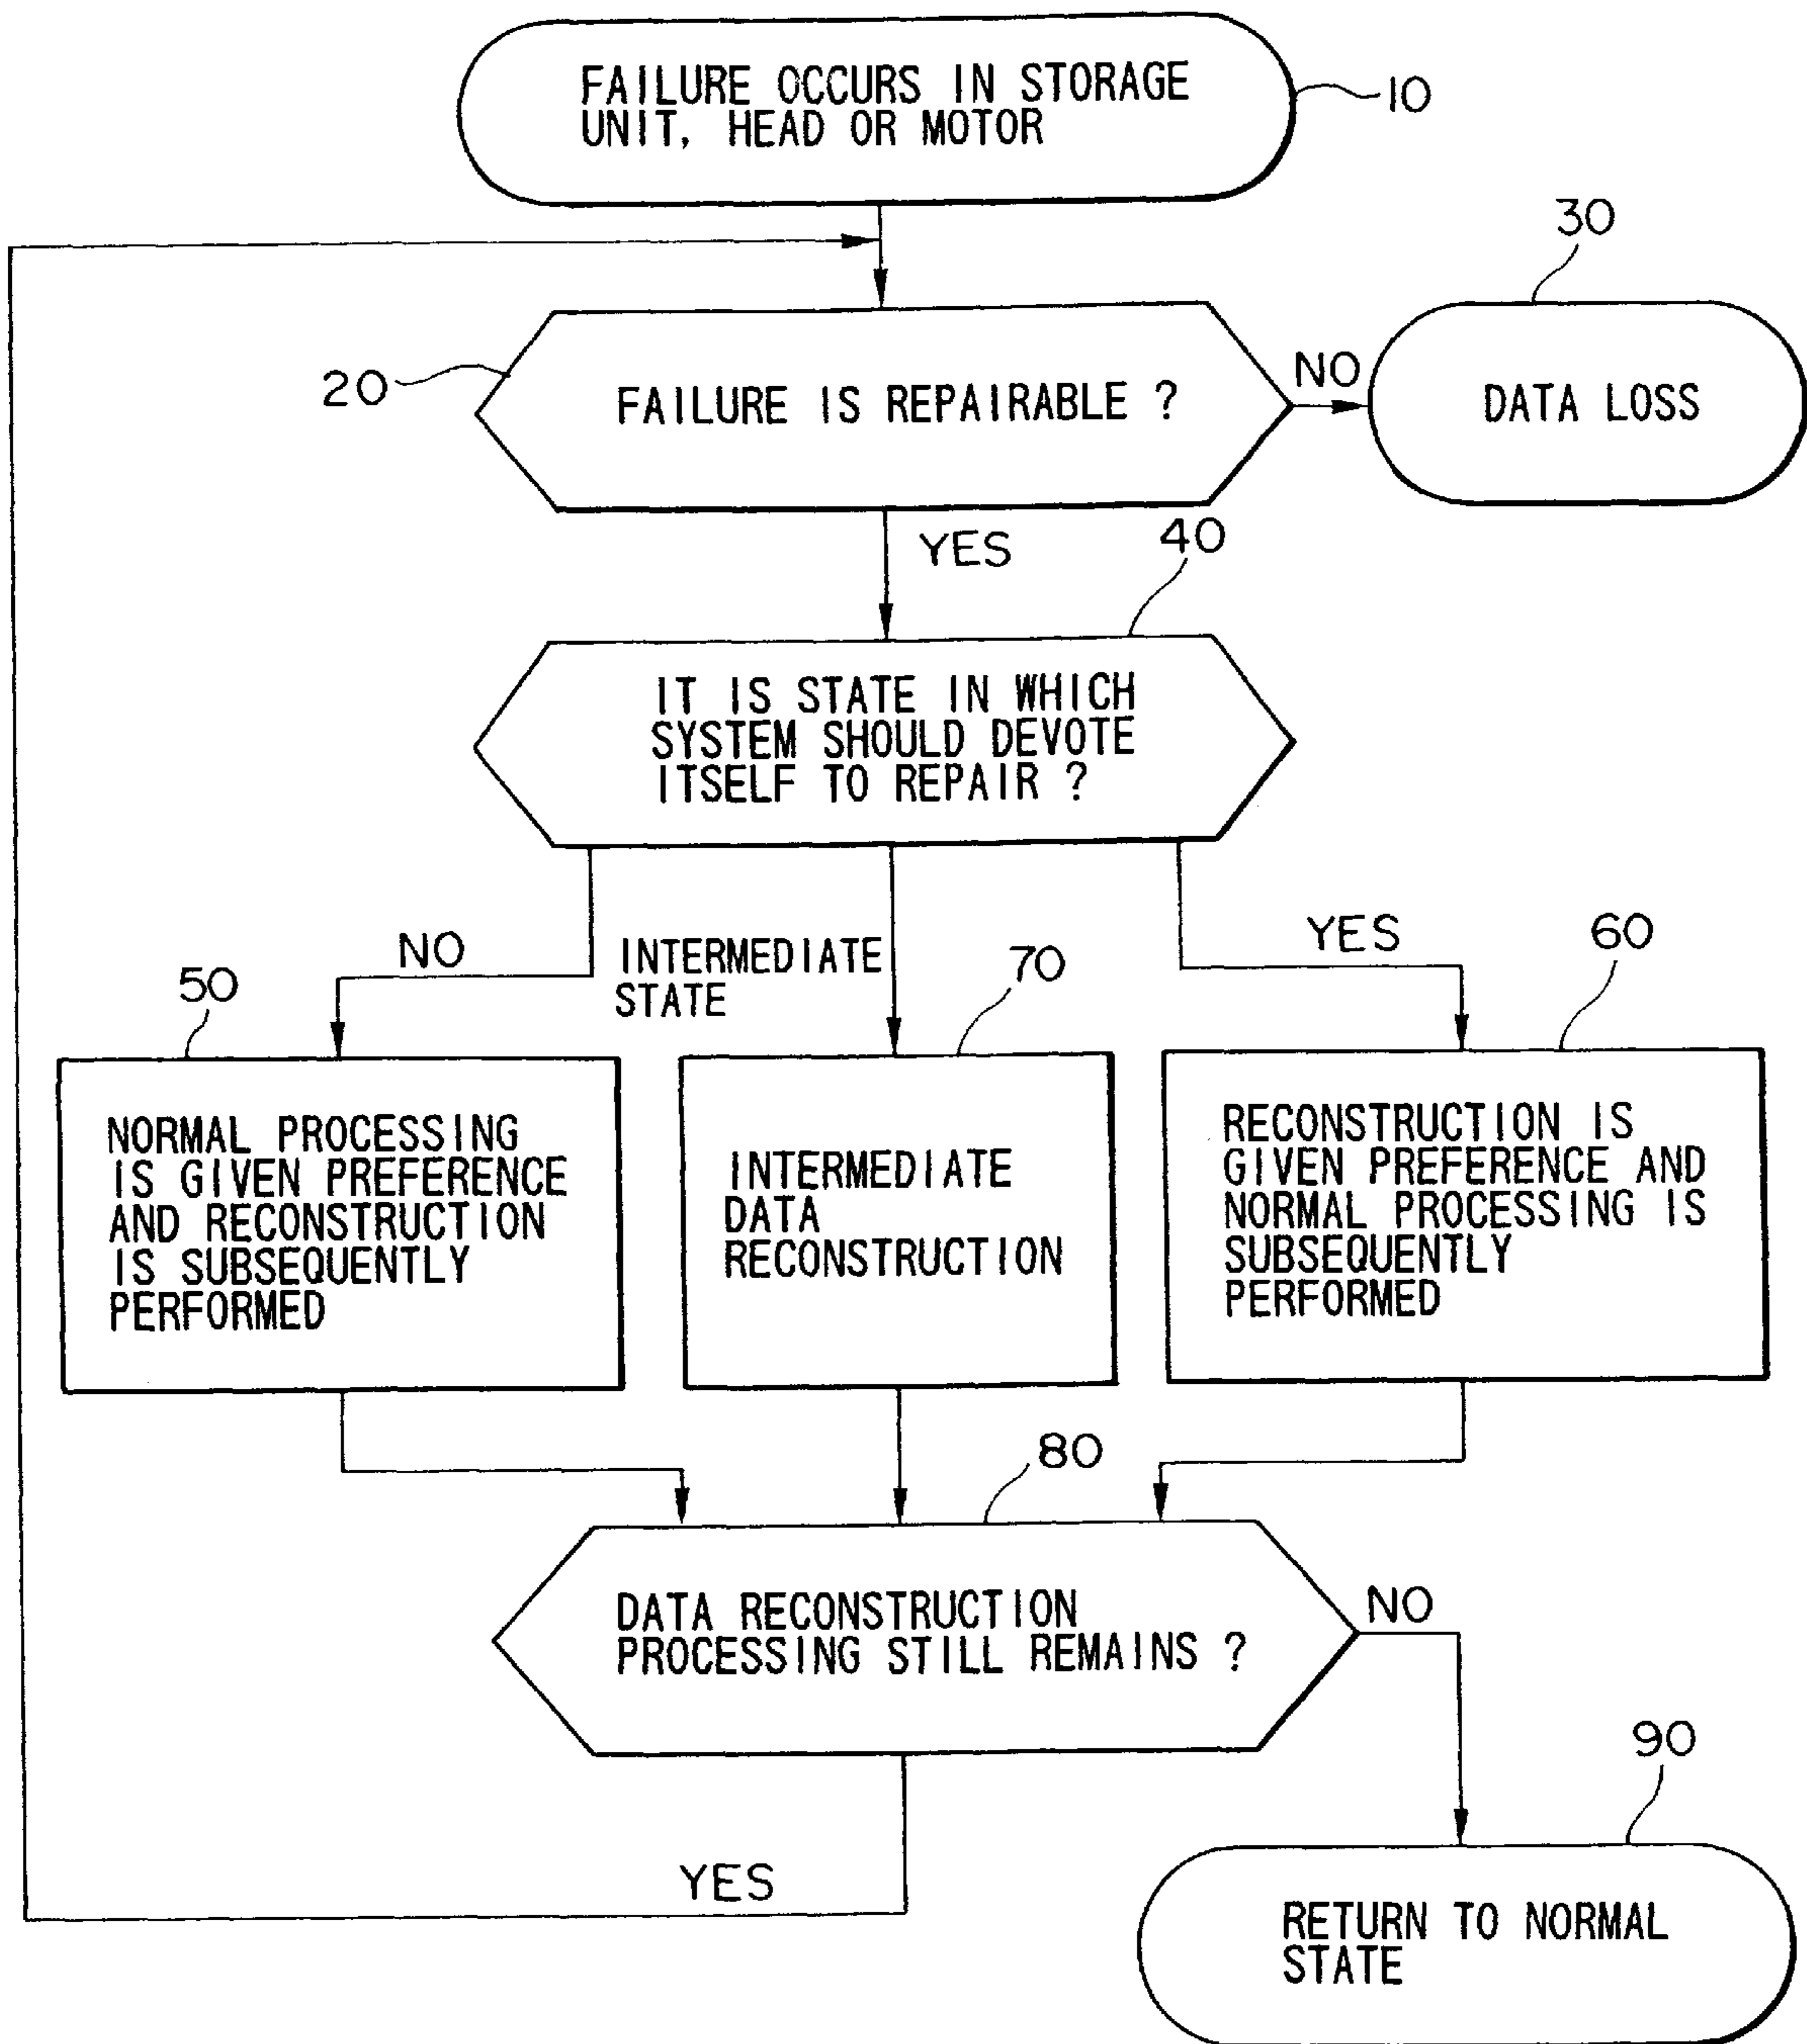 FAILURE OCCURS IN STORAGE
UNIT, HEAD OR MOTOR
10
30
20
FAILURE IS REPAIRABLE ?
NO
DATA LOSS
YES
40
IT IS STATE IN WHICH
SYSTEM SHOULD DEVOTE
ITSELF TO REPAIR ?
NO
INTERMEDIATE
STATE
YES
50
70
60
NORMAL PROCESSING
IS GIVEN PREFERENCE
AND RECONSTRUCTION
IS SUBSEQUENTLY
PERFORMED
INTERMEDIATE
DATA
RECONSTRUCTION
RECONSTRUCTION IS
GIVEN PREFERENCE AND
NORMAL PROCESSING IS
SUBSEQUENTLY
PERFORMED
80
DATA RECONSTRUCTION
PROCESSING STILL REMAINS ?
NO
YES
90
RETURN TO NORMAL
STATE